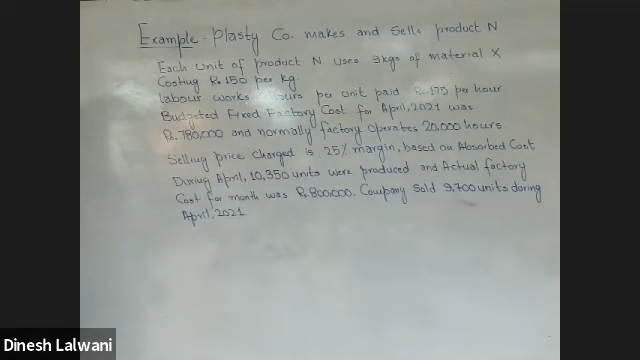 Example - Plasty Co. makes and sells product N
Each unit of product N uses 3kgs of material X
Costing Rs.150 per kg.
Labour works hours per unit paid Rs.175 per hour
Budgeted Fixed Factory Cost for April, 2021 was
Rs.780,000 and normally factory operates 20,000 hours
Selling price charged is 25% margin, based on Absorbed Cost
During April, 10,350 units were produced and Actual factory
Cost for month was Rs.800,000. Company sold 9,700 units during
April, 2021
Dinesh Lalwani